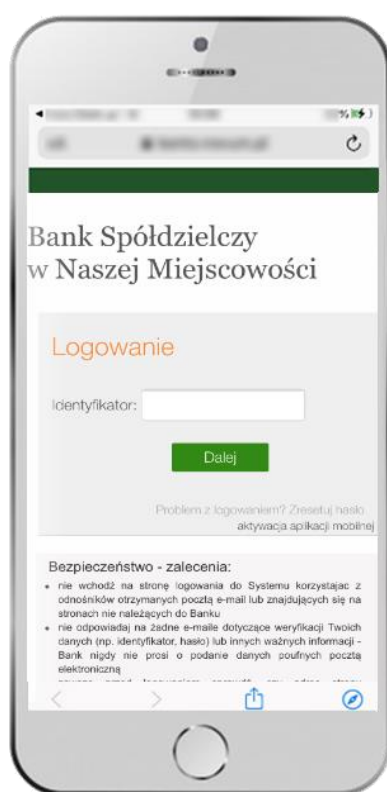 Bank Spółdzielczy
w Naszej Miejscowości
Logowanie
Identyfikator:
Dalej
Problem z logowaniem? Zresetuj hasło
aktywacja aplikacji mobilnej
Bezpieczeństwo - zalecenia:
nie wchodź na stronę logowania do Systemu korzystając z
odnośników otrzymanych pocztą e-mail lub znajdujących się na
stronach nie należących do Banku
nie odpowiadaj na żadne e-maile dotyczące weryfikacji Twoich
danych (np. identyfikator, hasło) lub innych ważnych informacji -
Bank nigdy nie prosi o podanie danych poufnych pocztą
elektroniczną